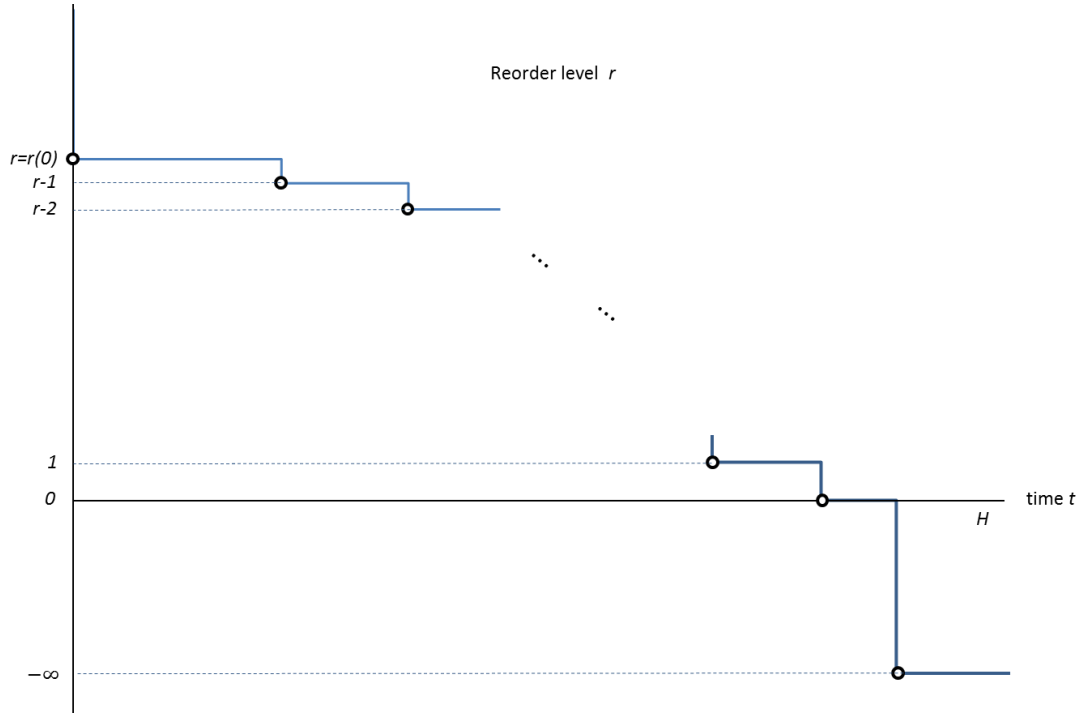 Reorder level r
r=r(0)
r-1
r-2
1
0
time t
H
−∞